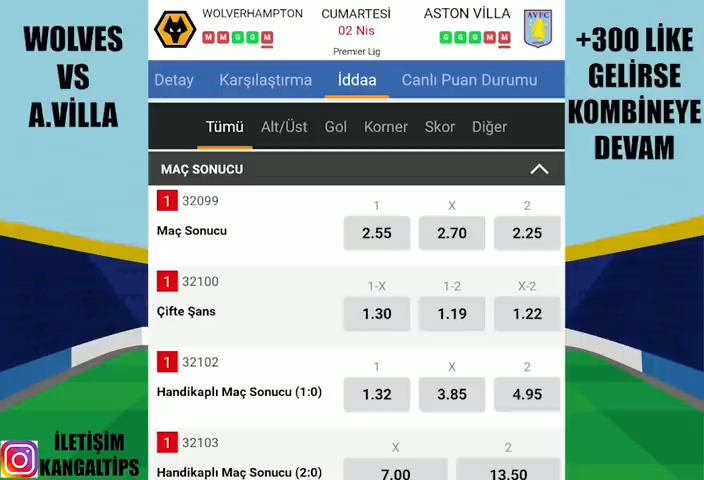 WOLVES
VS
A.VİLLA
WOLVERHAMPTON
M M G G M
CUMARTESİ
02 Nis
Premier Lig
ASTON VİLLA
G G G M M
AVFC
+300 LİKE
GELİRSE
KOMBİNEYE
DEVAM
Detay Karşılaştırma İddaa Canlı Puan Durumu
Tümü Alt/Üst Gol Korner Skor Diğer
MAÇ SONUCU
1 32099 1 X 2
Maç Sonucu 2.55 2.70 2.25
1 32100 1-X 1-2 X-2
Çifte Şans 1.30 1.19 1.22
1 32102 1 X 2
Handikaplı Maç Sonucu (1:0) 1.32 3.85 4.95
1 32103 X 2
Handikaplı Maç Sonucu (2:0) 7.00 13.50
İLETİŞİM
KANGALTİPS